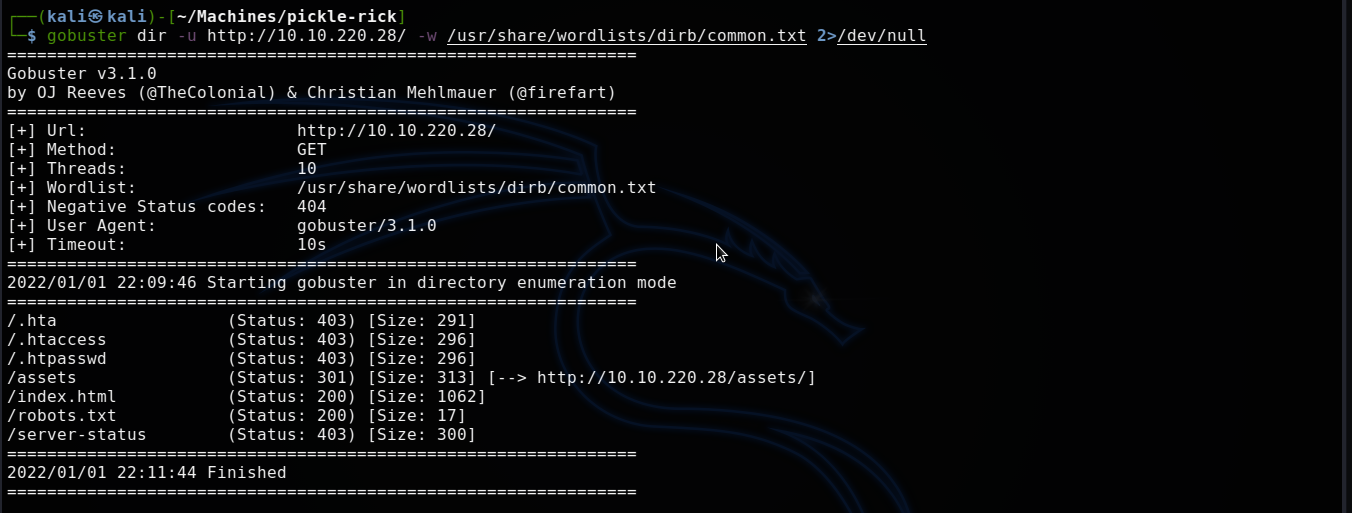 ┌──(kali㉿kali)-[~/Machines/pickle-rick]
└─$ gobuster dir -u http://10.10.220.28/ -w /usr/share/wordlists/dirb/common.txt 2>/dev/null
===============================================================
Gobuster v3.1.0
by OJ Reeves (@TheColonial) & Christian Mehlmauer (@firefart)
===============================================================
[+] Url:                     http://10.10.220.28/
[+] Method:                  GET
[+] Threads:                 10
[+] Wordlist:                /usr/share/wordlists/dirb/common.txt
[+] Negative Status codes:   404
[+] User Agent:              gobuster/3.1.0
[+] Timeout:                 10s
===============================================================
2022/01/01 22:09:46 Starting gobuster in directory enumeration mode
===============================================================
/.hta                 (Status: 403) [Size: 291]
/.htaccess            (Status: 403) [Size: 296]
/.htpasswd            (Status: 403) [Size: 296]
/assets               (Status: 301) [Size: 313] [--> http://10.10.220.28/assets/]
/index.html           (Status: 200) [Size: 1062]
/robots.txt           (Status: 200) [Size: 17]
/server-status        (Status: 403) [Size: 300]
===============================================================
2022/01/01 22:11:44 Finished
===============================================================